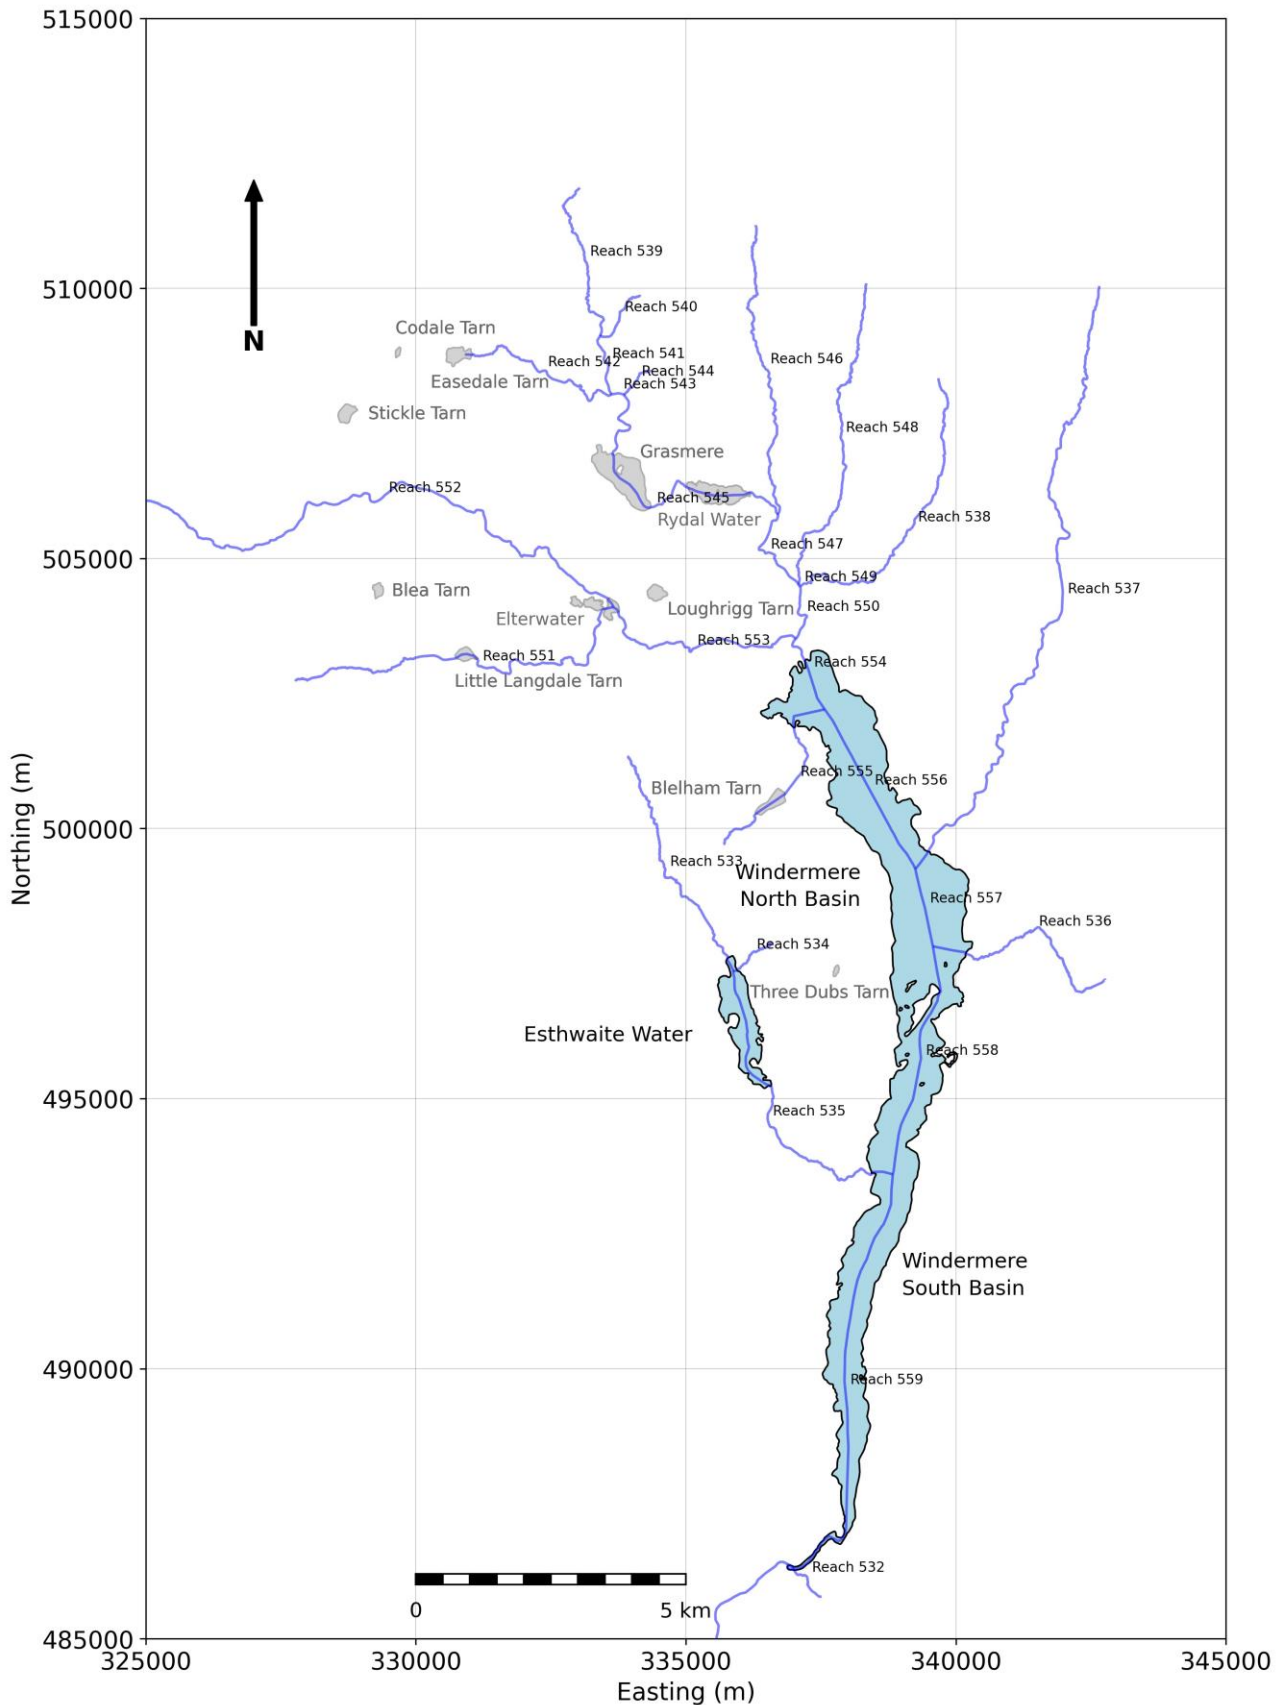 515000
Reach 539
510000
Reach 540
Codale Tarn
N
Reach 541
Reach 542
Reach 546
Reach 544
Easedale Tarn
Reach 543
Stickle Tarn
Reach 548
Grasmere
Reach 552
Reach 545
Rydal Water
Reach 538
505000
Reach 547
Reach 549
Blea Tarn
Reach 537
Loughrigg Tarn
Reach 550
Elterwater
Reach 553
Reach 551
Reach 554
Little Langdale Tarn
Reach 555
Reach 556
Blelham Tarn
500000
Reach 533
Windermere
North Basin
Reach 557
Reach 536
Reach 534
Three Dubs Tarn
Esthwaite Water
Reach 558
495000
Reach 535
Windermere
South Basin
490000
Reach 559
Reach 532
0
5 km
485000
325000
330000
335000
340000
345000
Easting (m)
Northing (m)